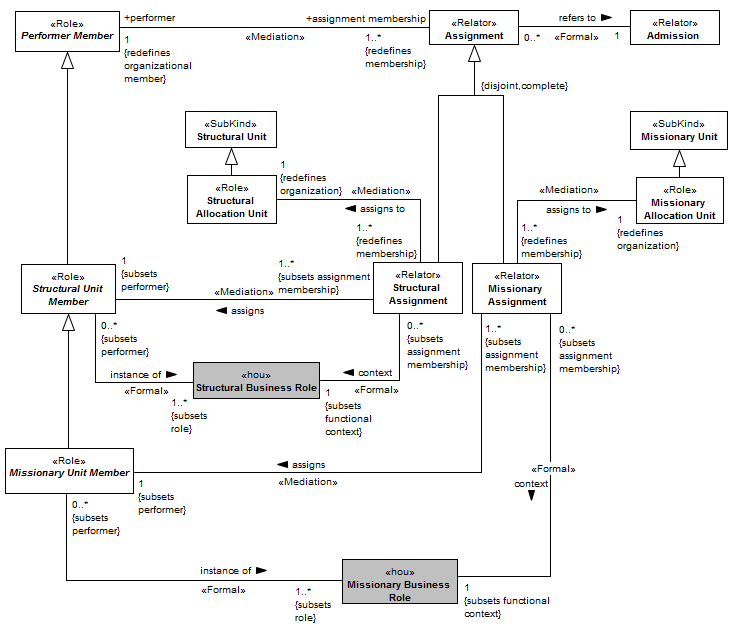 «Role»
Performer Member
+performer
+assignment membership
«Mediation»
1
{redefines
organizational
member}
1..*
{redefines
membership}
«Relator»
Assignment
refers to
0..*
«Formal»
1
«Relator»
Admission
{disjoint,complete}
«SubKind»
Structural Unit
«SubKind»
Missionary Unit
1
{redefines
organization}
«Mediation»
«Role»
Structural
Allocation Unit
assigns to
1..*
{redefines
membership}
«Mediation»
assigns to
«Role»
Missionary
Allocation Unit
1..*
{redefines
membership}
1
{redefines
organization}
«Role»
Structural Unit
Member
1
{subsets
performer}
1..*
{subsets assignment
membership}
«Mediation»
assigns
«Relator»
Structural
Assignment
«Relator»
Missionary
Assignment
0..*
{subsets
performer}
0..*
{subsets
assignment
membership}
1..*
{subsets
assignment
membership}
0..*
{subsets
assignment
membership}
instance of
«Formal»
1..*
{subsets
role}
«hou»
Structural Business Role
context
«Formal»
1
{subsets
functional
context}
«Role»
Missionary Unit Member
assigns
«Mediation»
1
{subsets
performer}
«Formal»
context
0..*
{subsets
performer}
instance of
«Formal»
1..*
{subsets
role}
«hou»
Missionary Business
Role
1
{subsets functional
context}